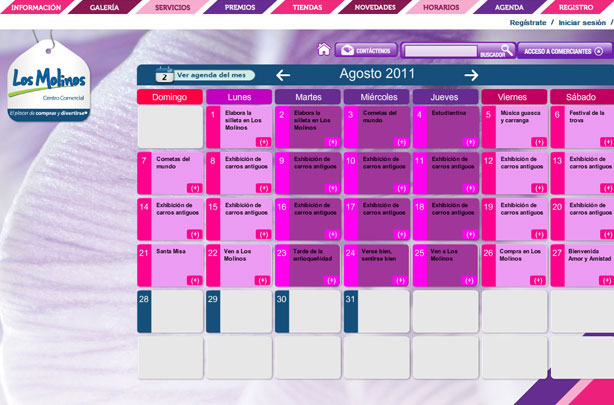 INFORMACIÓN GALERÍA SERVICIOS PREMIOS TIENDAS NOVEDADES HORARIOS AGENDA REGISTRO
Regístrate / Iniciar sesión /
CONTÁCTENOS BUSCADOR ACCESO A COMERCIANTES
Los Molinos
Centro Comercial
El placer de comprar y divertirse
2 Ver agenda del mes Agosto 2011
Domingo Lunes Martes Miércoles Jueves Viernes Sábado
1 Elabora la silleta en Los Molinos (+)
2 Elabora la silleta en Los Molinos (+)
3 Cometas del mundo (+)
4 Estudiantina (+)
5 Música guasca y carranga (+)
6 Festival de la trova (+)
7 Cometas del mundo (+)
8 Exhibición de carros antiguos (+)
9 Exhibición de carros antiguos (+)
10 Exhibición de carros antiguos (+)
11 Exhibición de carros antiguos (+)
12 Exhibición de carros antiguos (+)
13 Exhibición de carros antiguos (+)
14 Exhibición de carros antiguos (+)
15 Exhibición de carros antiguos (+)
16 Exhibición de carros antiguos (+)
17 Exhibición de carros antiguos (+)
18 Exhibición de carros antiguos (+)
19 Exhibición de carros antiguos (+)
20 Exhibición de carros antiguos (+)
21 Santa Misa (+)
22 Ven a Los Molinos (+)
23 Tarde de la antioqueñidad (+)
24 Verse bien, sentirse bien (+)
25 Ven a Los Molinos (+)
26 Compra en Los Molinos (+)
27 Bienvenida Amor y Amistad (+)
28 29 30 31